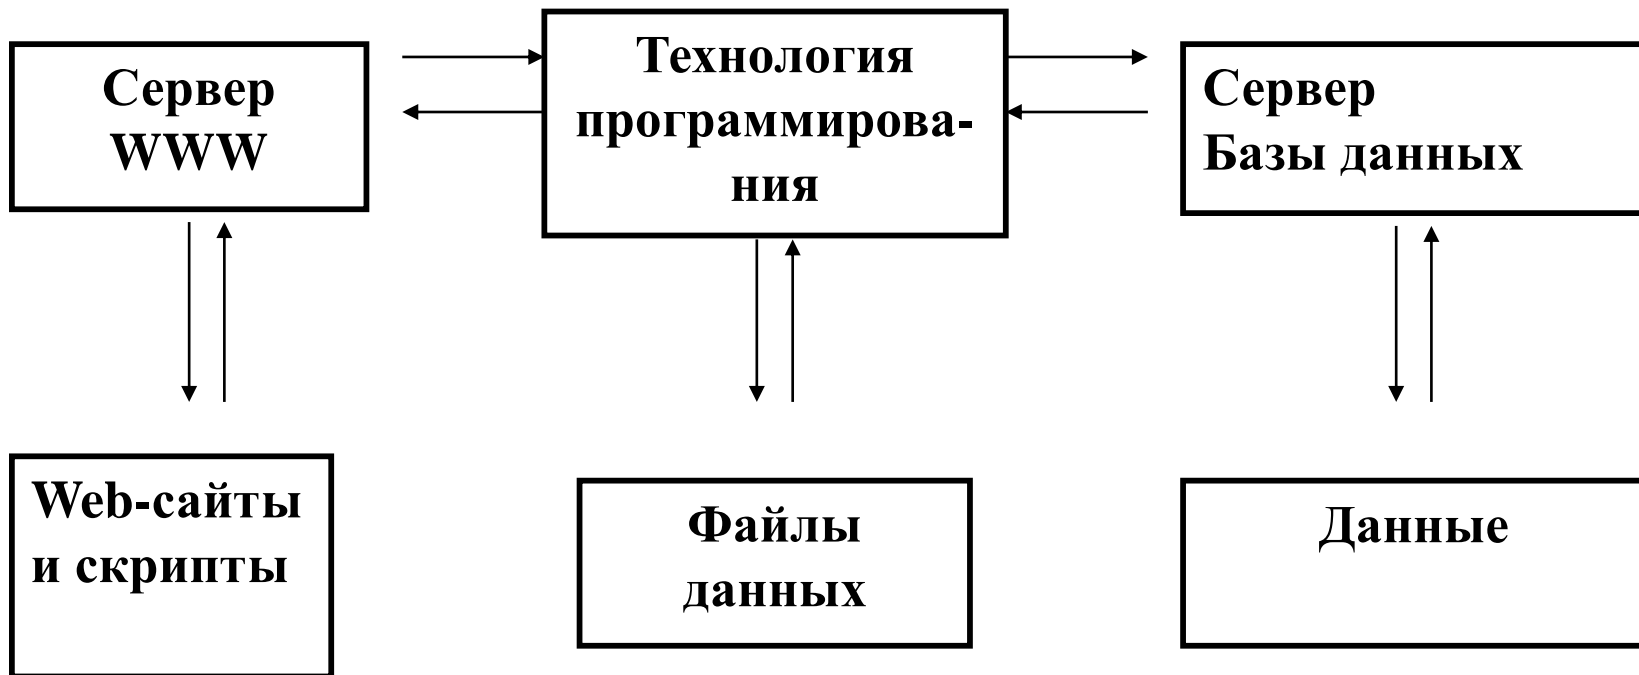 Сервер
WWW
Технология
программирова-
ния
Сервер
Базы данных
Web-сайты
и скрипты
Файлы
данных
Данные